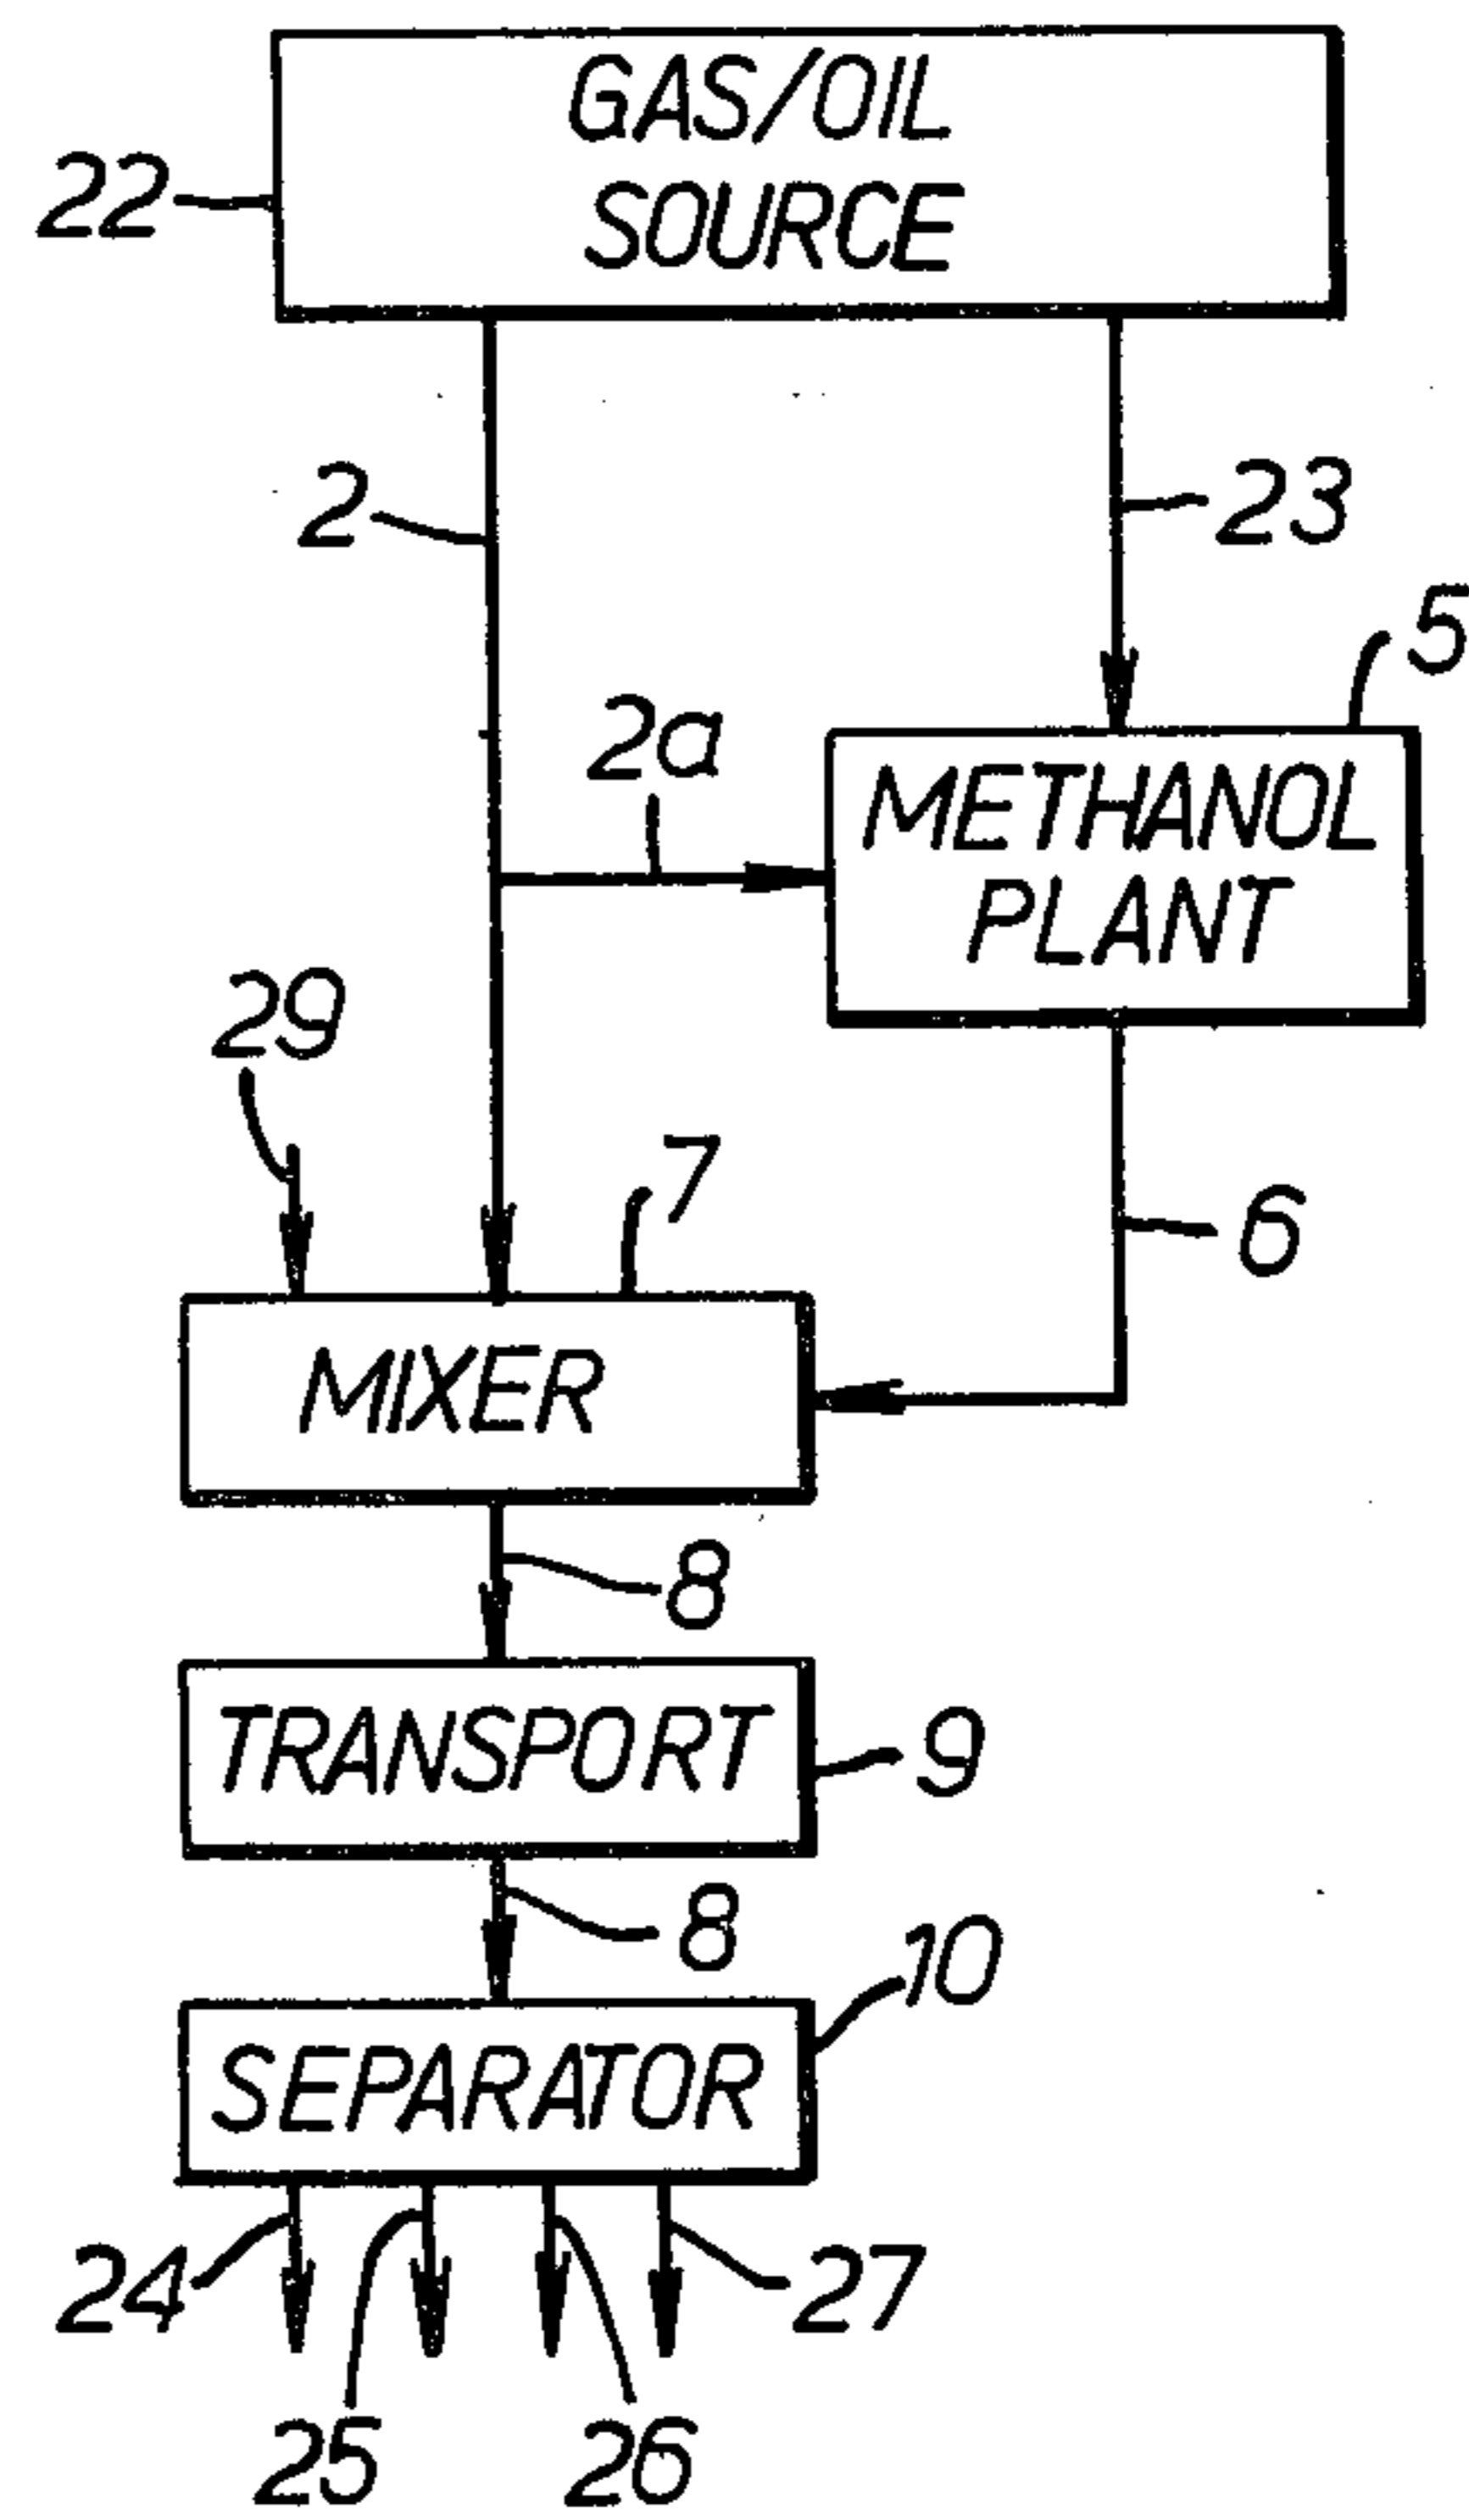 GAS/OIL
SOURCE
22
2
23
5
2a
METHANOL
PLANT
29
7
6
MIXER
8
TRANSPORT
9
8
10
SEPARATOR
24
27
25
26